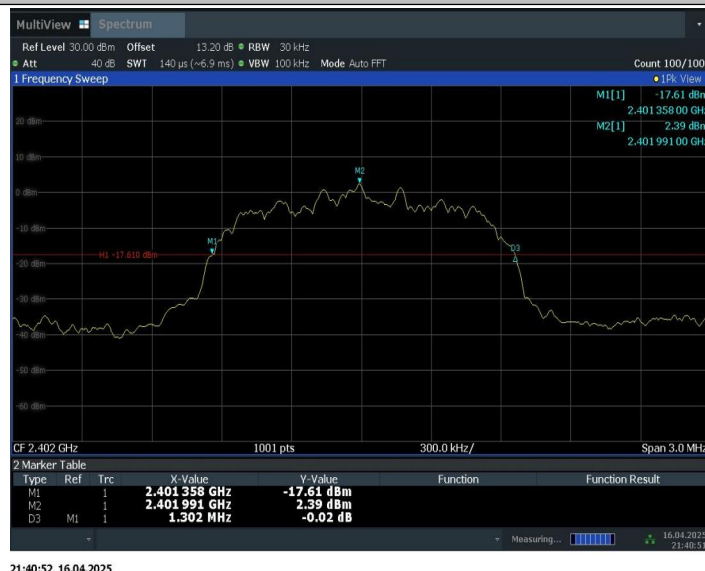 MultiView Spectrum
Ref Level 30.00 dBm Offset 13.20 dB RBW 30 kHz
Att 40 dB SWT 140 µs (~6.9 ms) VBW 100 kHz Mode Auto FFT Count 100/100
1 Frequency Sweep 1Pk View
M1[1] -17.61 dBm
2.401 358 00 GHz
M2[1] 2.39 dBm
2.401 991 00 GHz
20 dBm
10 dBm
M2
0 dBm
-10 dBm
M1
H1 -17.610 dBm
D3
-20 dBm
-30 dBm
-40 dBm
-50 dBm
-60 dBm
CF 2.402 GHz 1001 pts 300.0 kHz/ Span 3.0 MHz
2 Marker Table
Type Ref Trc X-Value Y-Value Function Function Result
M1 1 2.401 358 GHz -17.61 dBm
M2 1 2.401 991 GHz 2.39 dBm
D3 M1 1 1.302 MHz -0.02 dB
Measuring... 16.04.2025
21:40:51
21:40:52 16.04.2025